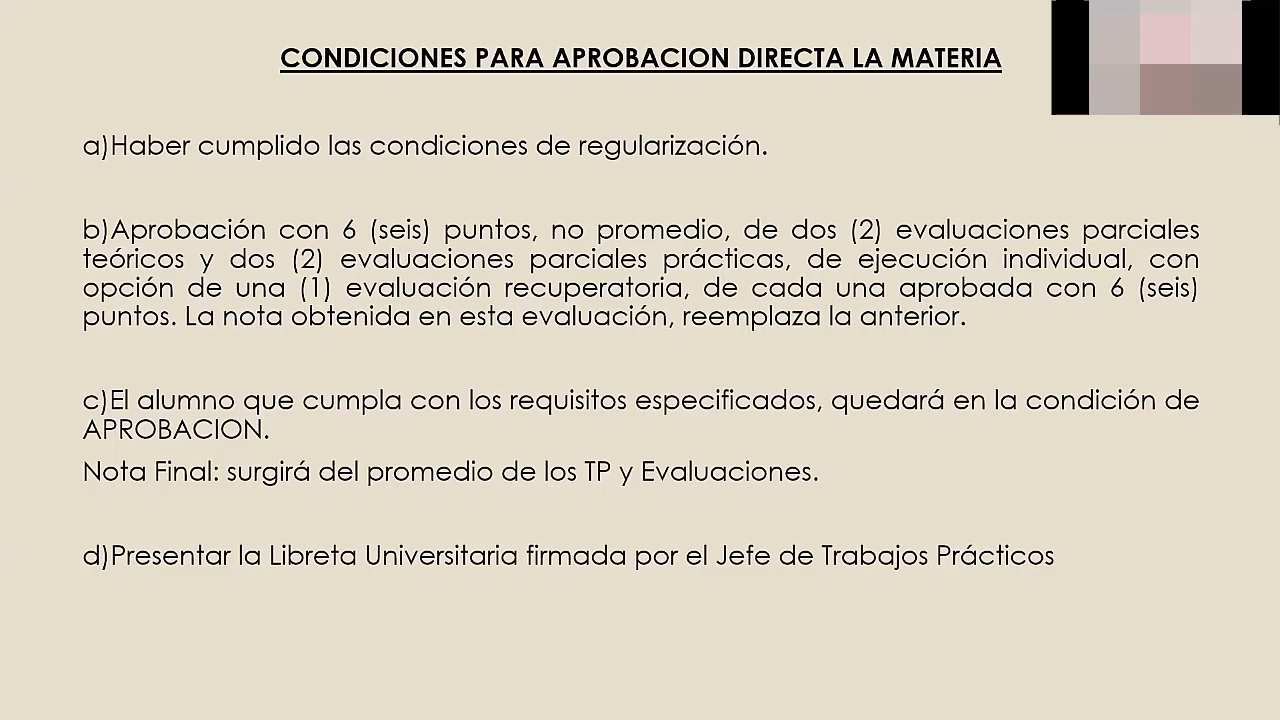 CONDICIONES PARA APROBACION DIRECTA LA MATERIA
a)Haber cumplido las condiciones de regularización.
b)Aprobación con 6 (seis) puntos, no promedio, de dos (2) evaluaciones parciales
teóricos y dos (2) evaluaciones parciales prácticas, de ejecución individual, con
opción de una (1) evaluación recuperatoria, de cada una aprobada con 6 (seis)
puntos. La nota obtenida en esta evaluación, reemplaza la anterior.
c)El alumno que cumpla con los requisitos especificados, quedará en la condición de
APROBACION.
Nota Final: surgirá del promedio de los TP y Evaluaciones.
d)Presentar la Libreta Universitaria firmada por el Jefe de Trabajos Prácticos